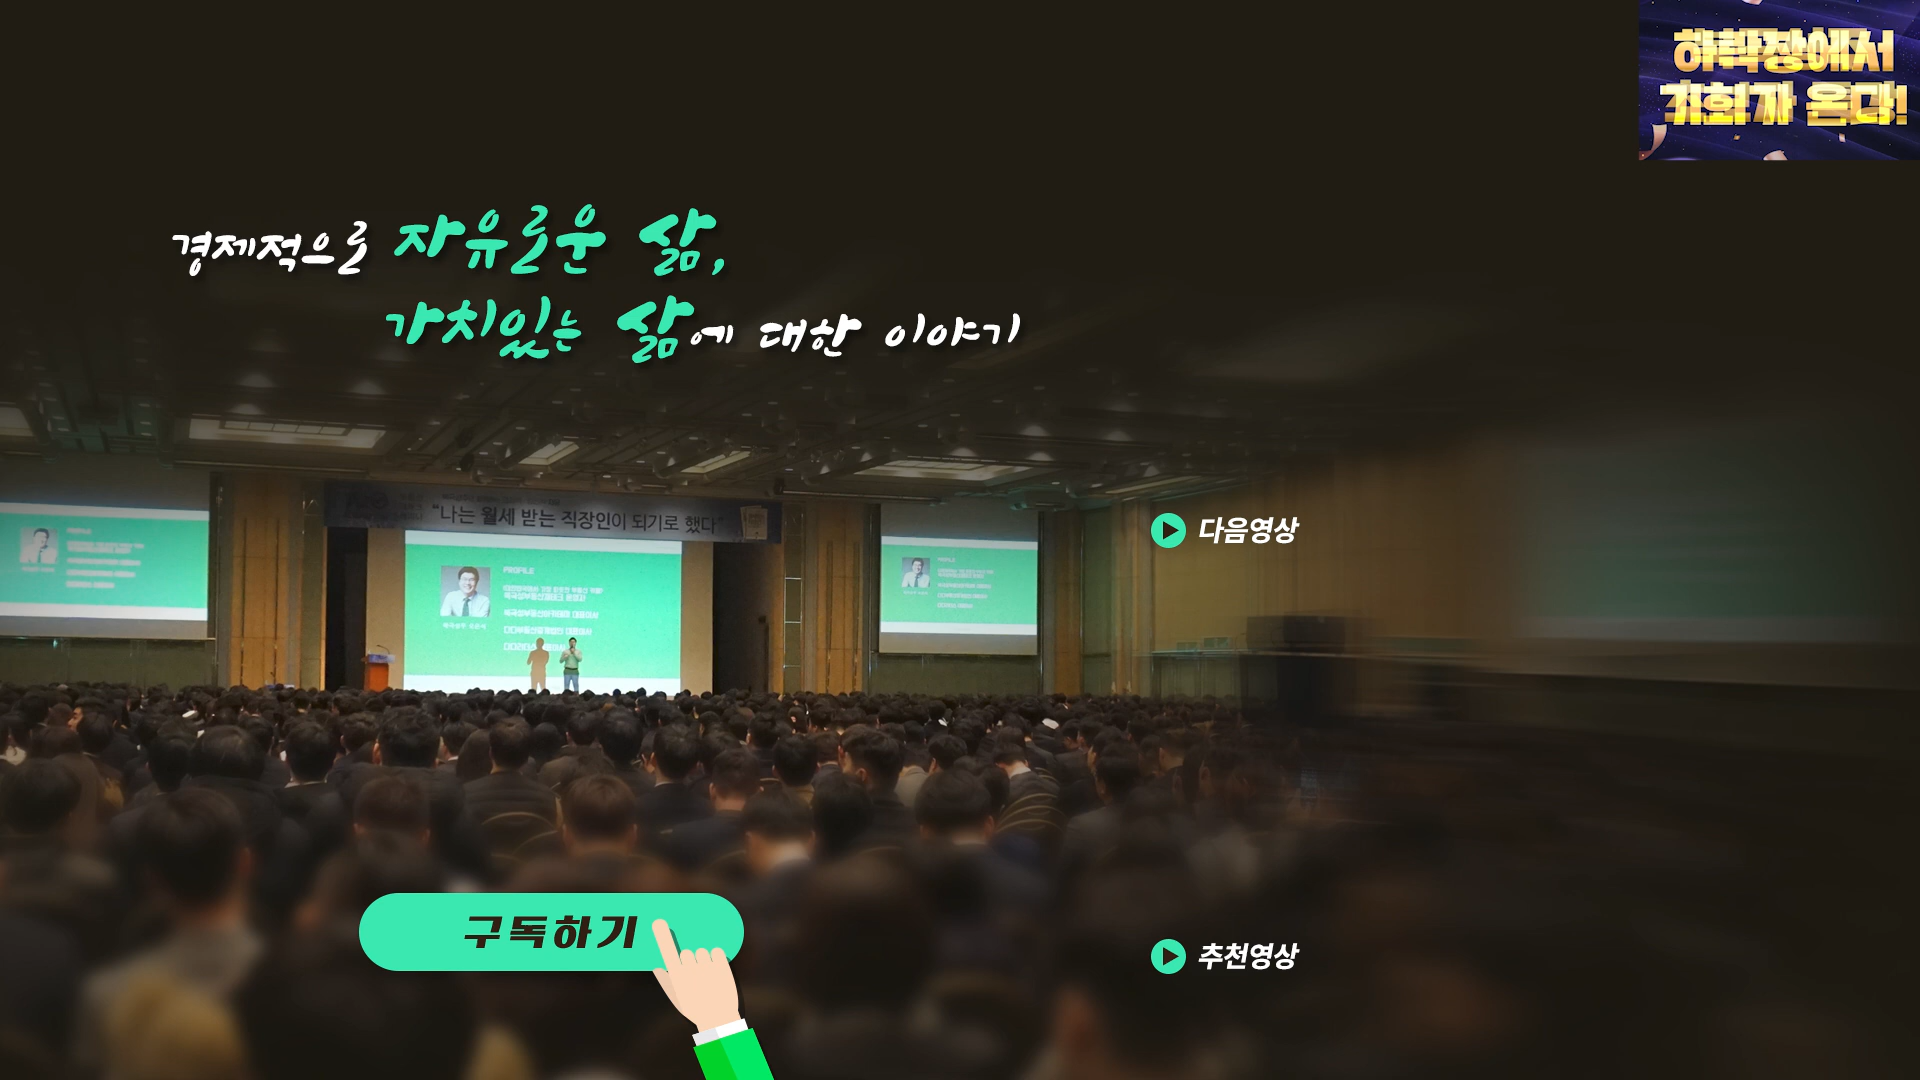 하락장에서
기회가 온다!
경제적으로 자유로운 삶,
가치있는 삶에 대한 이야기
“나는 월세 받는 직장인이 되기로 했다”
PROFILE
다음영상
구독하기
추천영상